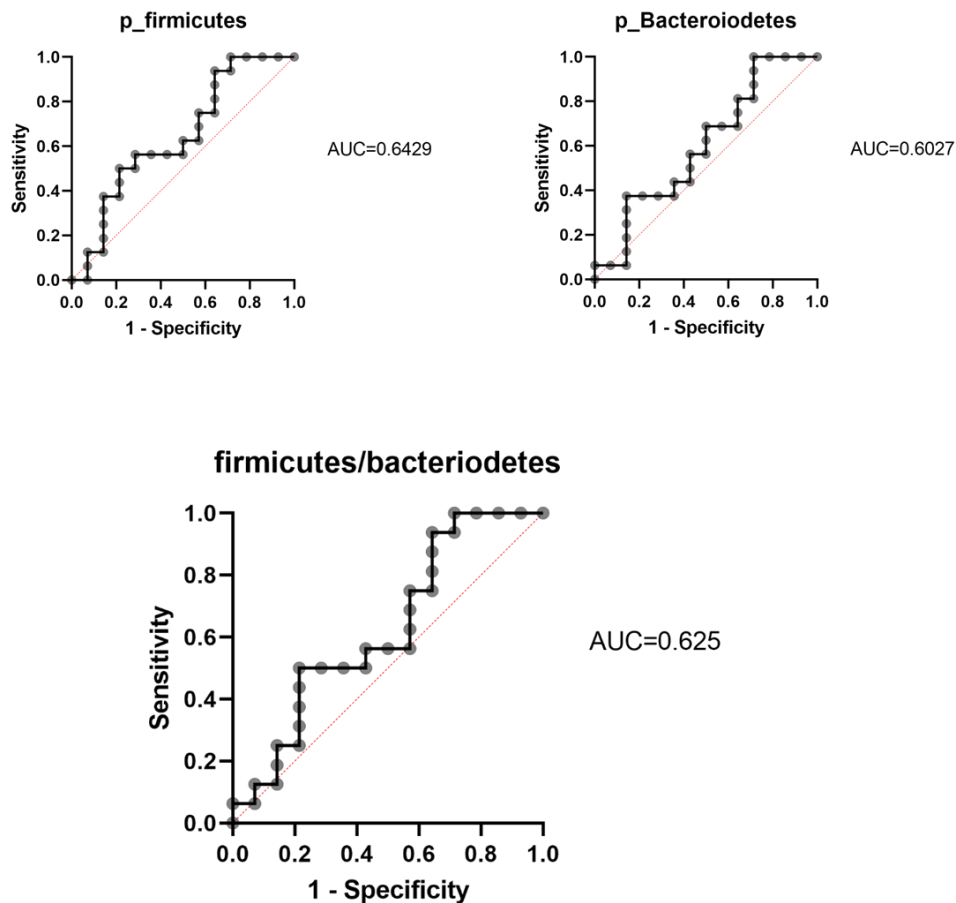 p_firmicutes
1.0
0.8
0.6
0.4
0.2
0.0
Sensitivity
0.0 0.2 0.4 0.6 0.8 1.0
1 - Specificity
AUC=0.6429
p_Bacteroiodetes
1.0
0.8
0.6
0.4
0.2
0.0
Sensitivity
0.0 0.2 0.4 0.6 0.8 1.0
1 - Specificity
AUC=0.6027
firmicutes/bacteriodetes
1.0
0.8
0.6
0.4
0.2
0.0
Sensitivity
0.0 0.2 0.4 0.6 0.8 1.0
1 - Specificity
AUC=0.625